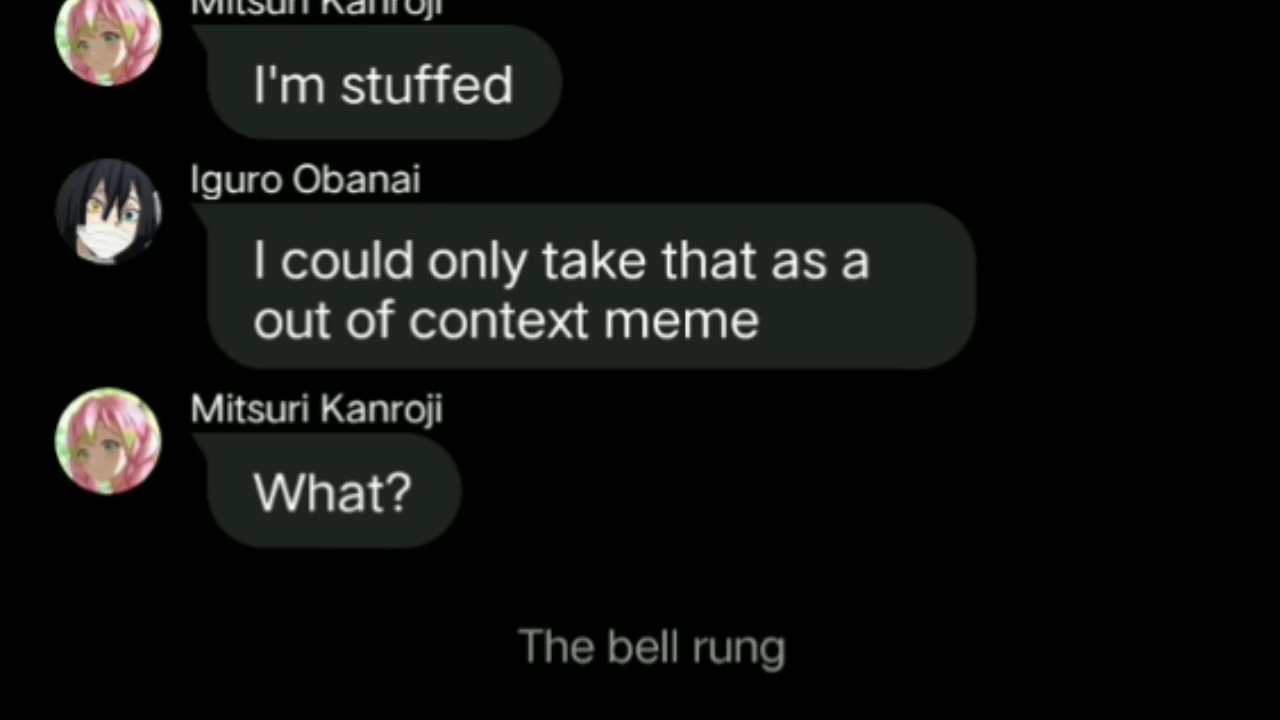 Mitsuri Kanroji
I'm stuffed
Iguro Obanai
I could only take that as a
out of context meme
Mitsuri Kanroji
What?
The bell rung